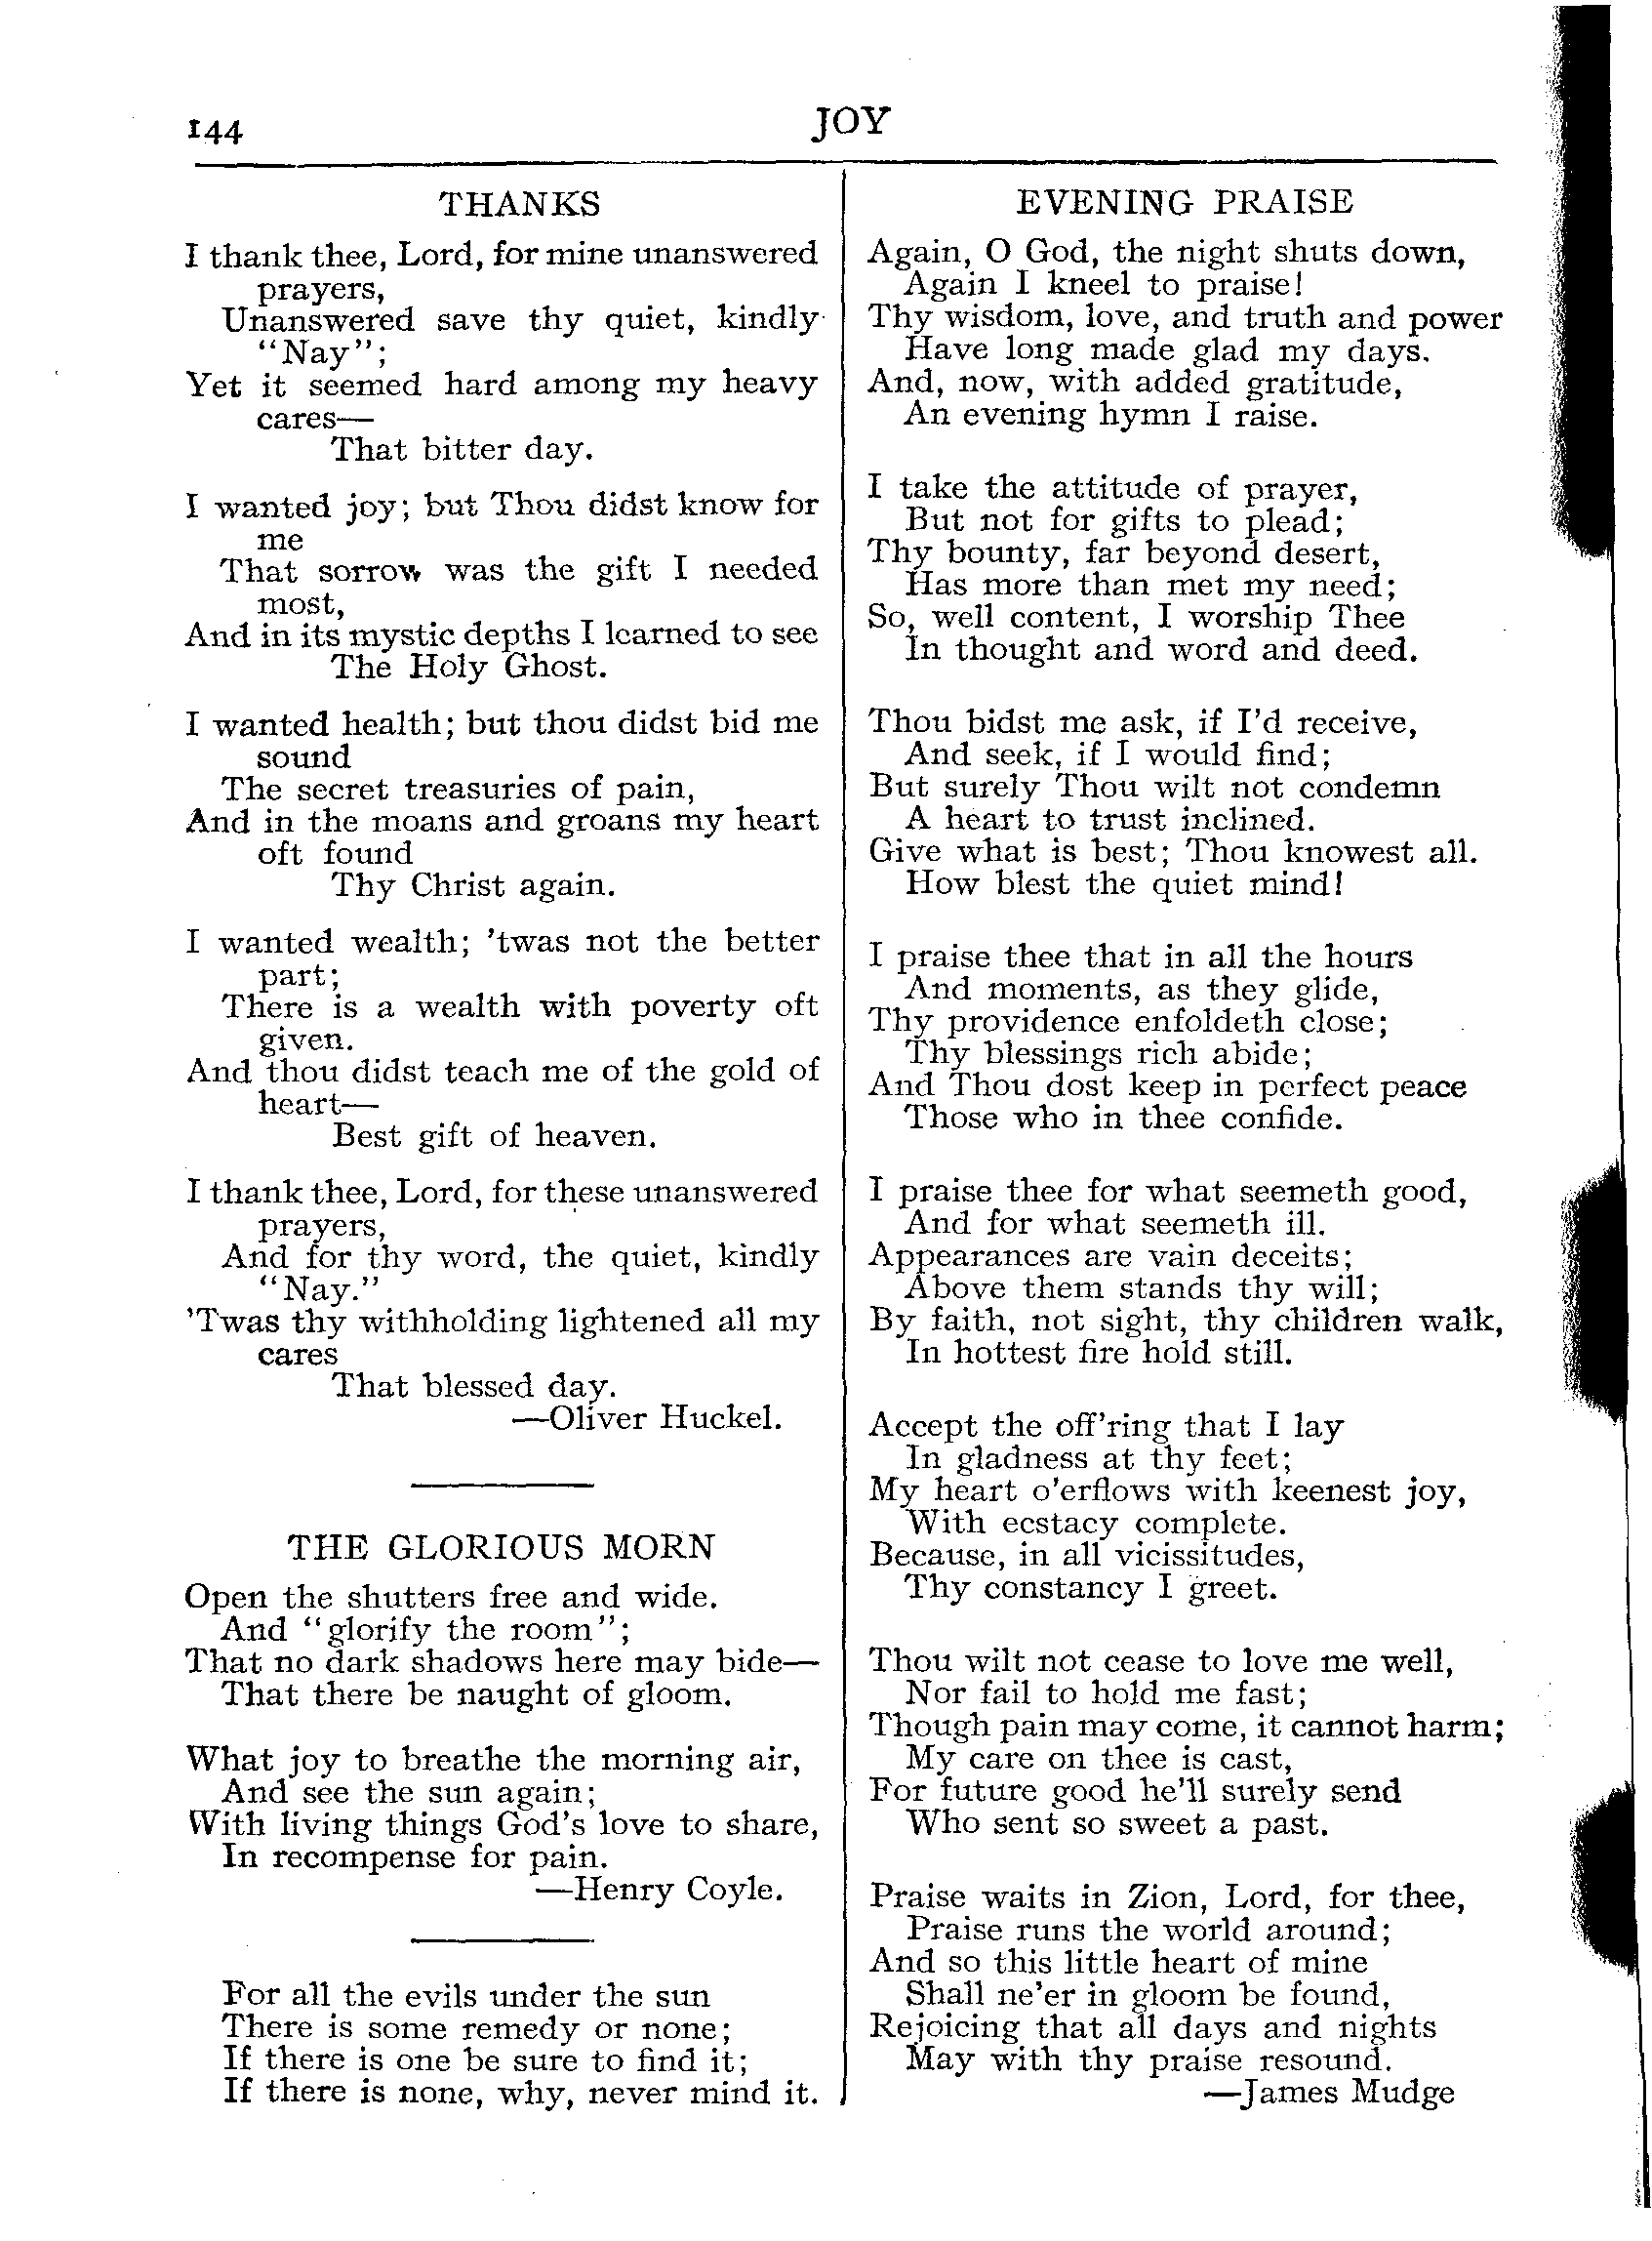 144
JOY
THANKS
I thank thee, Lord, for mine unanswered
prayers,
Unanswered save thy quiet, kindly
“Nay”;
Yet it seemed hard among my heavy
cares—
That bitter day.
I wanted joy; but Thou didst know for
me
That sorrow was the gift I needed
most,
And in its mystic depths I learned to see
The Holy Ghost.
I wanted health; but thou didst bid me
sound
The secret treasuries of pain,
And in the moans and groans my heart
oft found
Thy Christ again.
I wanted wealth; ’twas not the better
part;
There is a wealth with poverty oft
given.
And thou didst teach me of the gold of
heart—
Best gift of heaven.
I thank thee, Lord, for these unanswered
prayers,
And for thy word, the quiet, kindly
“Nay.”
’Twas thy withholding lightened all my
cares
That blessed day.
—Oliver Huckel.
THE GLORIOUS MORN
Open the shutters free and wide.
And “glorify the room”;
That no dark shadows here may bide—
That there be naught of gloom.
What joy to breathe the morning air,
And see the sun again;
With living things God’s love to share,
In recompense for pain.
—Henry Coyle.
For all the evils under the sun
There is some remedy or none;
If there is one be sure to find it;
If there is none, why, never mind it.
EVENING PRAISE
Again, O God, the night shuts down,
Again I kneel to praise!
Thy wisdom, love, and truth and power
Have long made glad my days.
And, now, with added gratitude,
An evening hymn I raise.
I take the attitude of prayer,
But not for gifts to plead;
Thy bounty, far beyond desert,
Has more than met my need;
So, well content, I worship Thee
In thought and word and deed.
Thou bidst me ask, if I’d receive,
And seek, if I would find;
But surely Thou wilt not condemn
A heart to trust inclined.
Give what is best; Thou knowest all.
How blest the quiet mind!
I praise thee that in all the hours
And moments, as they glide,
Thy providence enfoldeth close;
Thy blessings rich abide;
And Thou dost keep in perfect peace
Those who in thee confide.
I praise thee for what seemeth good,
And for what seemeth ill.
Appearances are vain deceits;
Above them stands thy will;
By faith, not sight, thy children walk,
In hottest fire hold still.
Accept the off’ring that I lay
In gladness at thy feet;
My heart o’erflows with keenest joy,
With ecstacy complete.
Because, in all vicissitudes,
Thy constancy I greet.
Thou wilt not cease to love me well,
Nor fail to hold me fast;
Though pain may come, it cannot harm;
My care on thee is cast,
For future good he’ll surely send
Who sent so sweet a past.
Praise waits in Zion, Lord, for thee,
Praise runs the world around;
And so this little heart of mine
Shall ne’er in gloom be found,
Rejoicing that all days and nights
May with thy praise resound.
—James Mudge